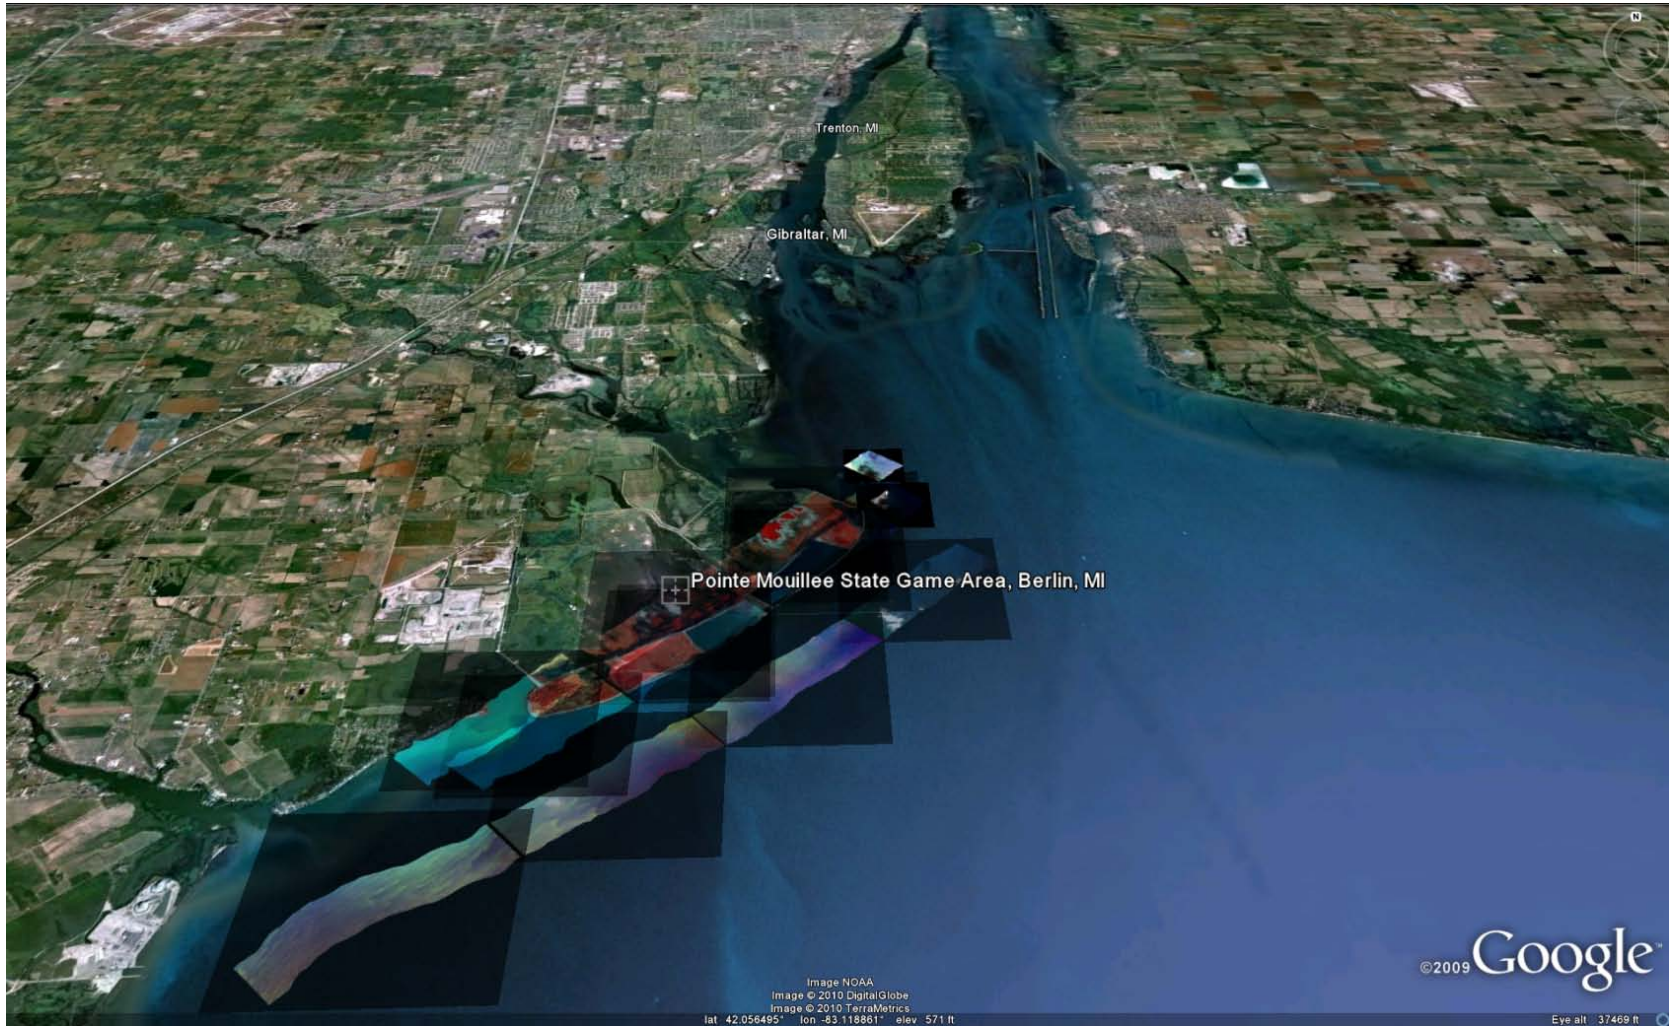 N
Trenton, MI
Gibraltar, MI
Pointe Mouillee State Game Area, Berlin, MI
©2009 Google™
Image NOAA
Image © 2010 DigitalGlobe
Image © 2010 TerraMetrics
lat 42.056495° lon -83.118861° elev 571 ft
Eye alt 37469 ft